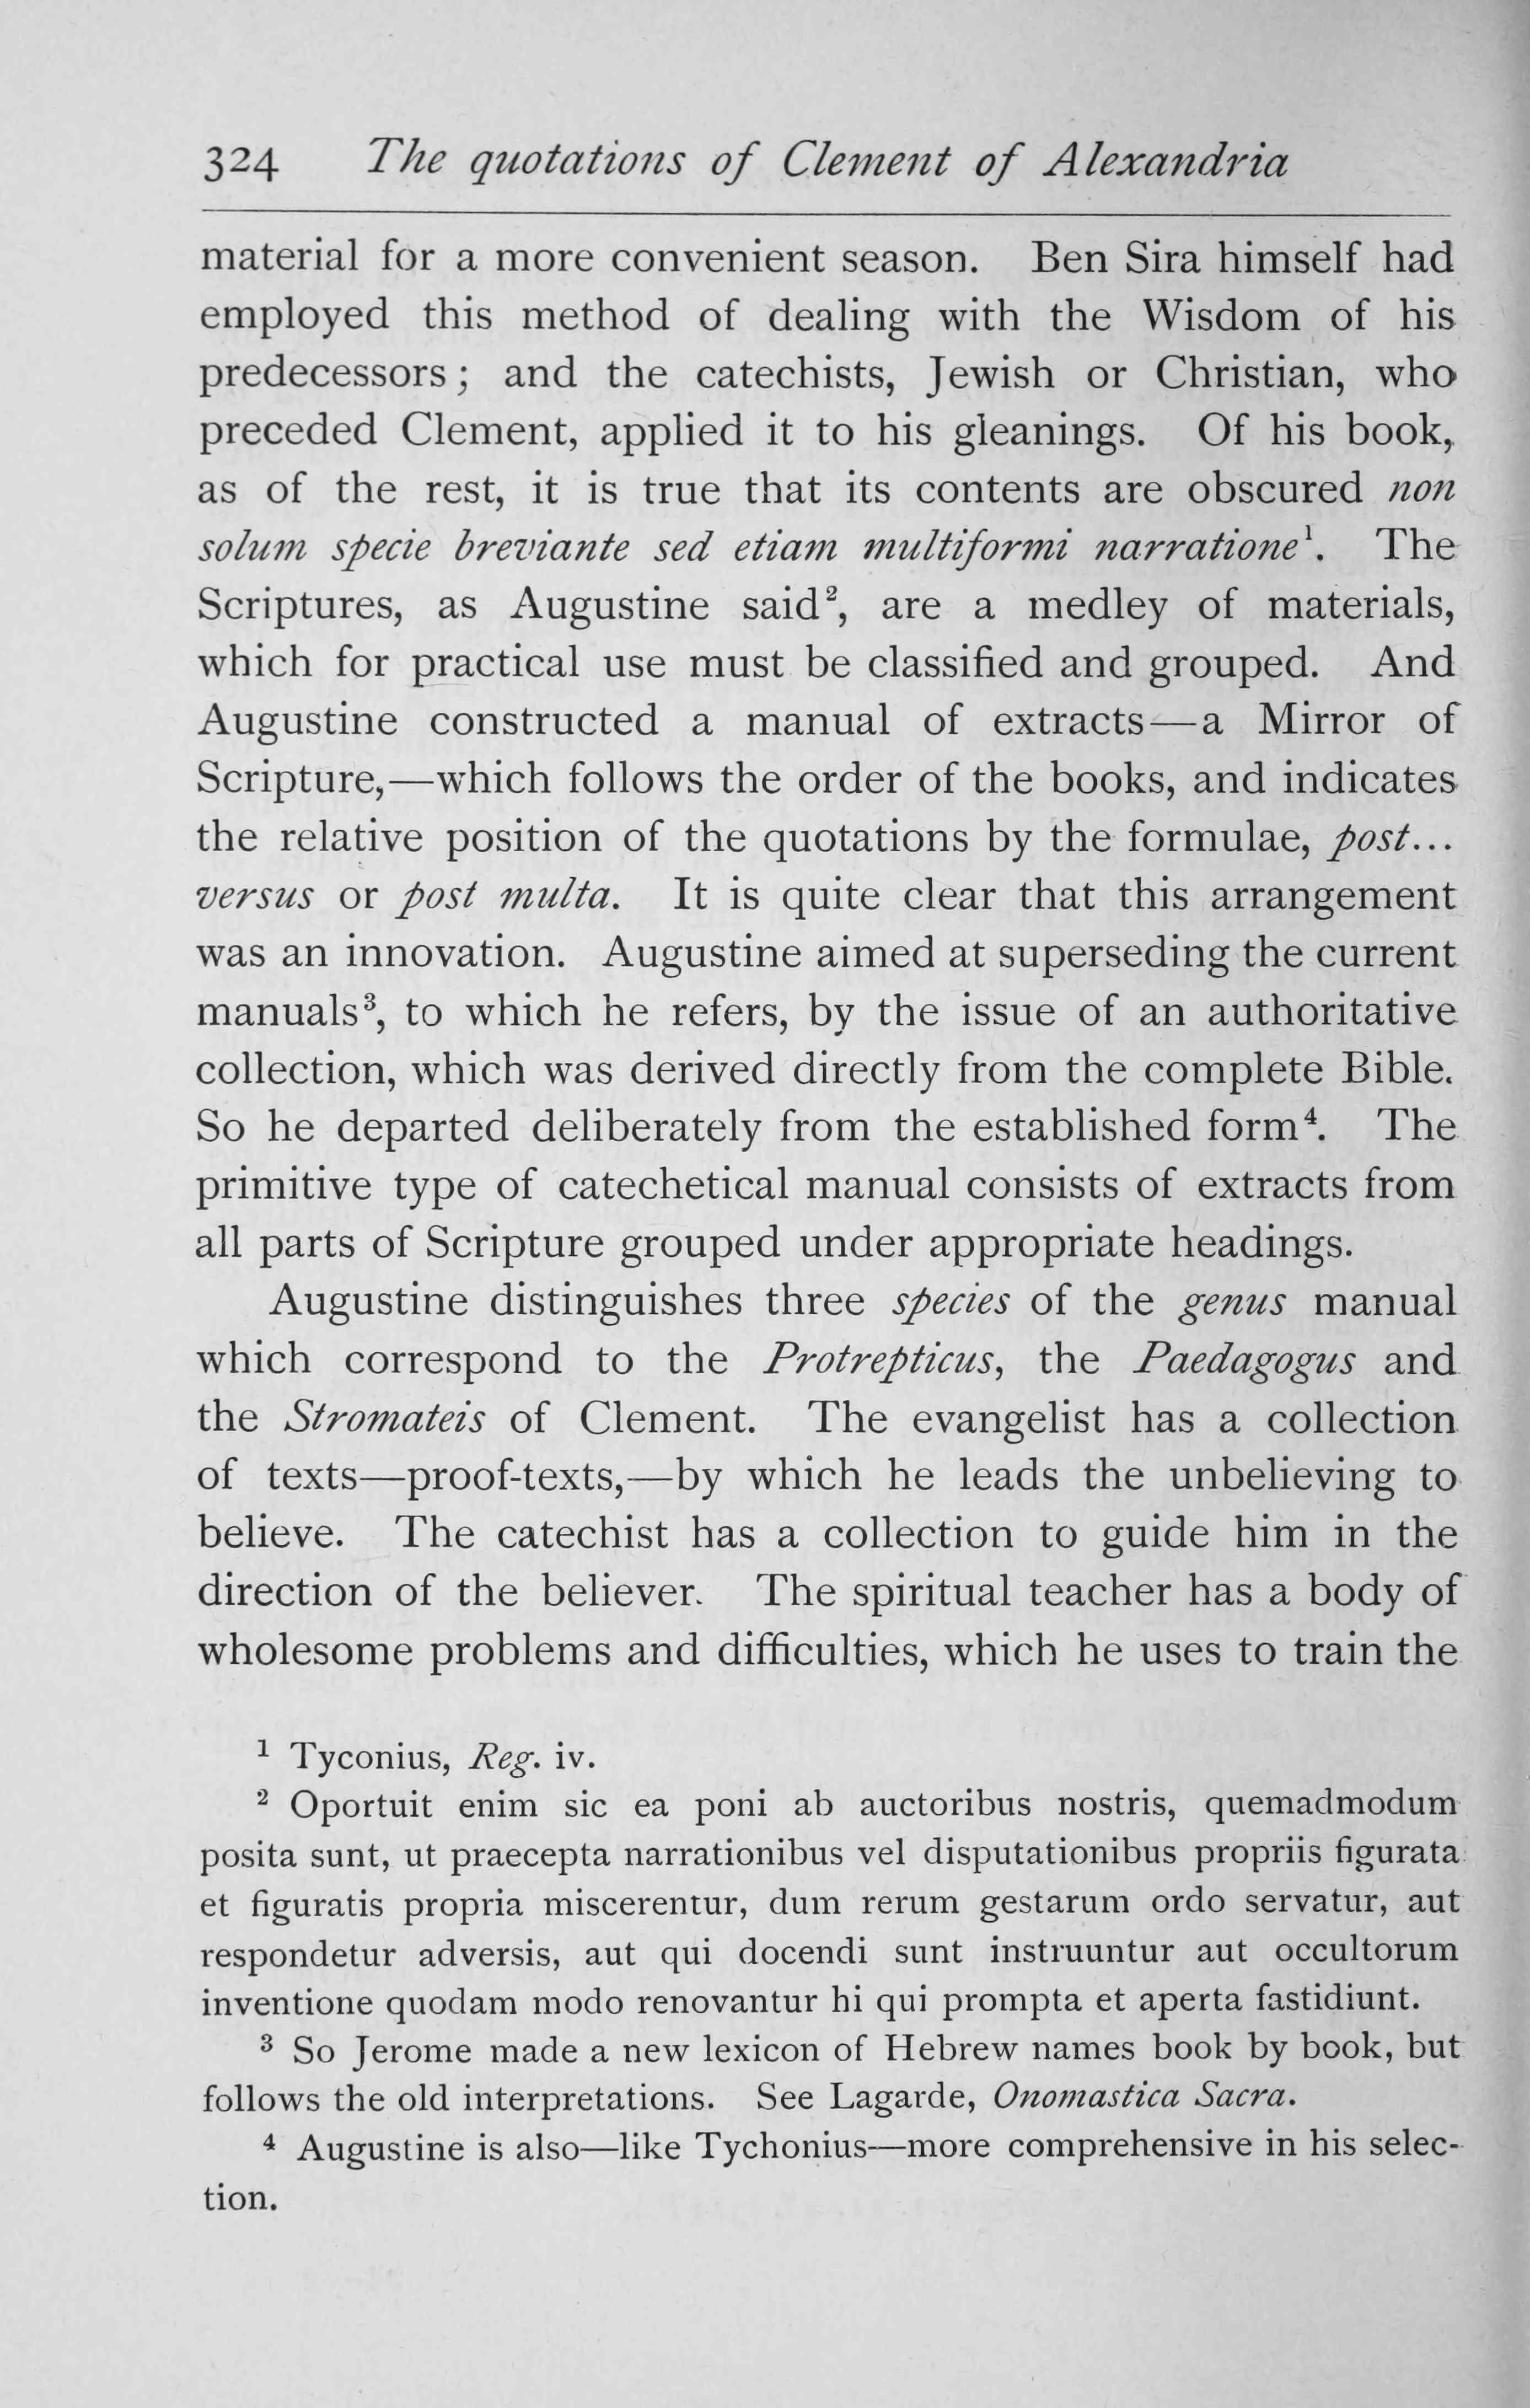 324 The quotations of Clement of Alexandria
material for a more convenient season. Ben Sira himself had
employed this method of dealing with the Wisdom of his
predecessors; and the catechists, Jewish or Christian, who
preceded Clement, applied it to his gleanings. Of his book,
as of the rest, it is true that its contents are obscured non
solum specie breviante sed etiam multiformi narratione¹. The
Scriptures, as Augustine said², are a medley of materials,
which for practical use must be classified and grouped. And
Augustine constructed a manual of extracts—a Mirror of
Scripture,—which follows the order of the books, and indicates
the relative position of the quotations by the formulae, post...
versus or post multa. It is quite clear that this arrangement
was an innovation. Augustine aimed at superseding the current
manuals³, to which he refers, by the issue of an authoritative
collection, which was derived directly from the complete Bible.
So he departed deliberately from the established form⁴. The
primitive type of catechetical manual consists of extracts from
all parts of Scripture grouped under appropriate headings.
Augustine distinguishes three species of the genus manual
which correspond to the Protrepticus, the Paedagogus and
the Stromateis of Clement. The evangelist has a collection
of texts—proof-texts,—by which he leads the unbelieving to
believe. The catechist has a collection to guide him in the
direction of the believer. The spiritual teacher has a body of
wholesome problems and difficulties, which he uses to train the
¹ Tyconius, Reg. iv.
² Oportuit enim sic ea poni ab auctoribus nostris, quemadmodum
posita sunt, ut praecepta narrationibus vel disputationibus propriis figurata
et figuratis propria miscerentur, dum rerum gestarum ordo servatur, aut
respondetur adversis, aut qui docendi sunt instruuntur aut occultorum
inventione quodam modo renovantur hi qui prompta et aperta fastidiunt.
³ So Jerome made a new lexicon of Hebrew names book by book, but
follows the old interpretations. See Lagarde, Onomastica Sacra.
⁴ Augustine is also—like Tychonius—more comprehensive in his selec-
tion.